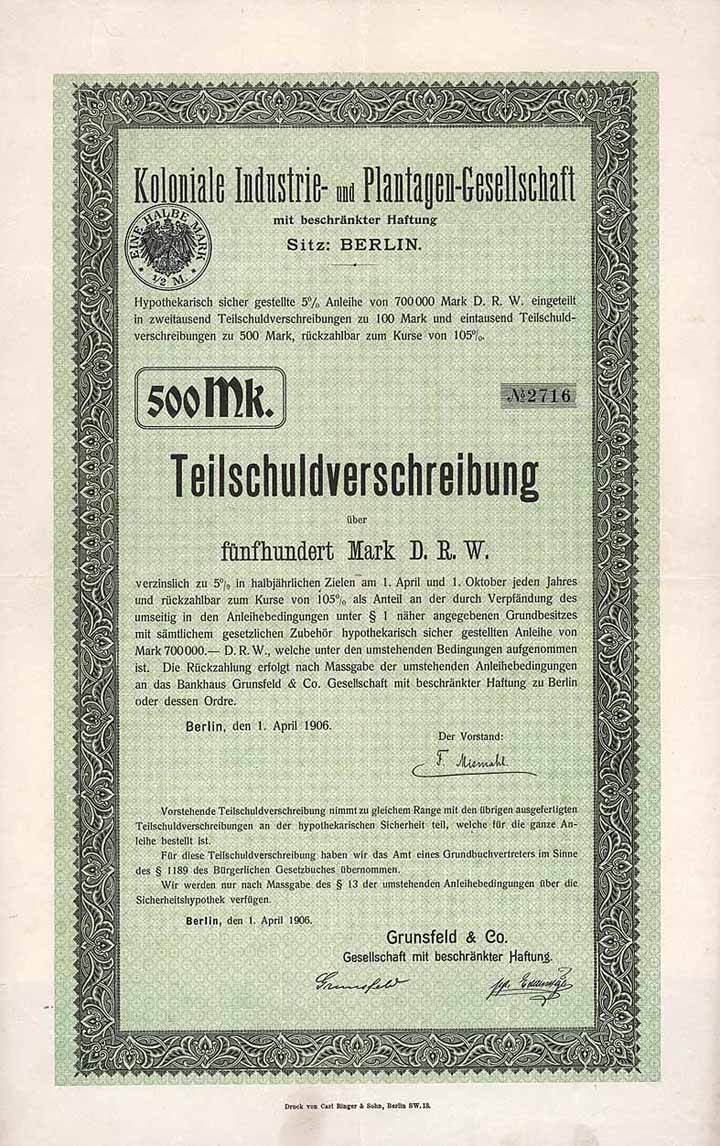 Koloniale Industrie- und Plantagen-Gesellschaft
mit beschränkter Haftung
Sitz: BERLIN.
EINE HALBE MARK
1/2 M.
Hypothekarisch sicher gestellte 5% Anleihe von 700000 Mark D. R. W. eingeteilt
in zweitausend Teilschuldverschreibungen zu 100 Mark und eintausend Teilschuld-
verschreibungen zu 500 Mark, rückzahlbar zum Kurse von 105%.
500 Mk.
№ 2716
Teilschuldverschreibung
über
fünfhundert Mark D. R. W.
verzinslich zu 5% in halbjährlichen Zielen am 1. April und 1. Oktober jeden Jahres
und rückzahlbar zum Kurse von 105% als Anteil an der durch Verpfändung des
umseitig in den Anleihebedingungen unter § 1 näher angegebenen Grundbesitzes
mit sämtlichem gesetzlichen Zubehör hypothekarisch sicher gestellten Anleihe von
Mark 700000.— D. R. W., welche unter den umstehenden Bedingungen aufgenommen
ist. Die Rückzahlung erfolgt nach Massgabe der umstehenden Anleihebedingungen
an das Bankhaus Grunsfeld & Co. Gesellschaft mit beschränkter Haftung zu Berlin
oder dessen Ordre.
Berlin, den 1. April 1906.
Der Vorstand:
F.
Vorstehende Teilschuldverschreibung nimmt zu gleichem Range mit den übrigen ausgefertigten
Teilschuldverschreibungen an der hypothekarischen Sicherheit teil, welche für die ganze An-
leihe bestellt ist.
Für diese Teilschuldverschreibung haben wir das Amt eines Grundbuchvertreters im Sinne
des § 1189 des Bürgerlichen Gesetzbuches übernommen.
Wir werden nur nach Massgabe des § 13 der umstehenden Anleihebedingungen über die
Sicherheitshypothek verfügen.
Berlin, den 1. April 1906.
Grunsfeld & Co.
Gesellschaft mit beschränkter Haftung.
Grunsfeld
Druck von Carl Ringer & Sohn, Berlin SW.13.